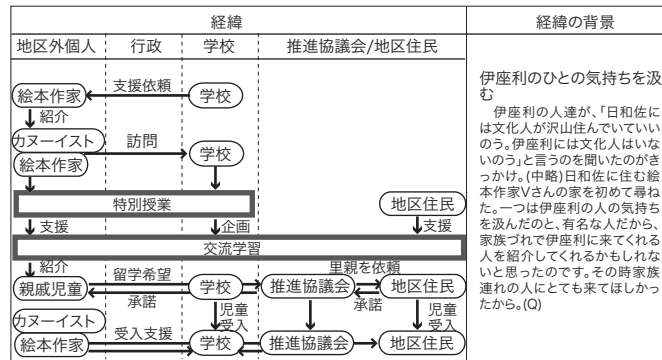 経緯
経緯の背景
地区外個人
行政
学校
推進協議会/地区住民
支援依頼
絵本作家
学校
紹介
カヌーイスト
訪問
絵本作家
学校
特別授業
地区住民
支援
企画
支援
交流学習
紹介
留学希望
里親を依頼
親戚児童
学校
推進協議会
地区住民
承諾
承諾
児童
受入
児童
受入
カヌーイスト
受入支援
絵本作家
学校
推進協議会
地区住民
伊座利のひとの気持ちを汲
む
伊座利の人達が、「日和佐に
は文化人が沢山住んでいていい
のう。伊座利には文化人はいな
いのう」と言うのを聞いたのがき
っかけ。(中略)日和佐に住む絵
本作家Vさんの家を初めて尋ね
た。一つは伊座利の人の気持ち
を汲んだのと、有名な人だから、
家族づれで伊座利に来てくれる
人を紹介してくれるかもしれな
いと思ったのです。その時家族
連れの人にとても来てほしかっ
たから。(Q)